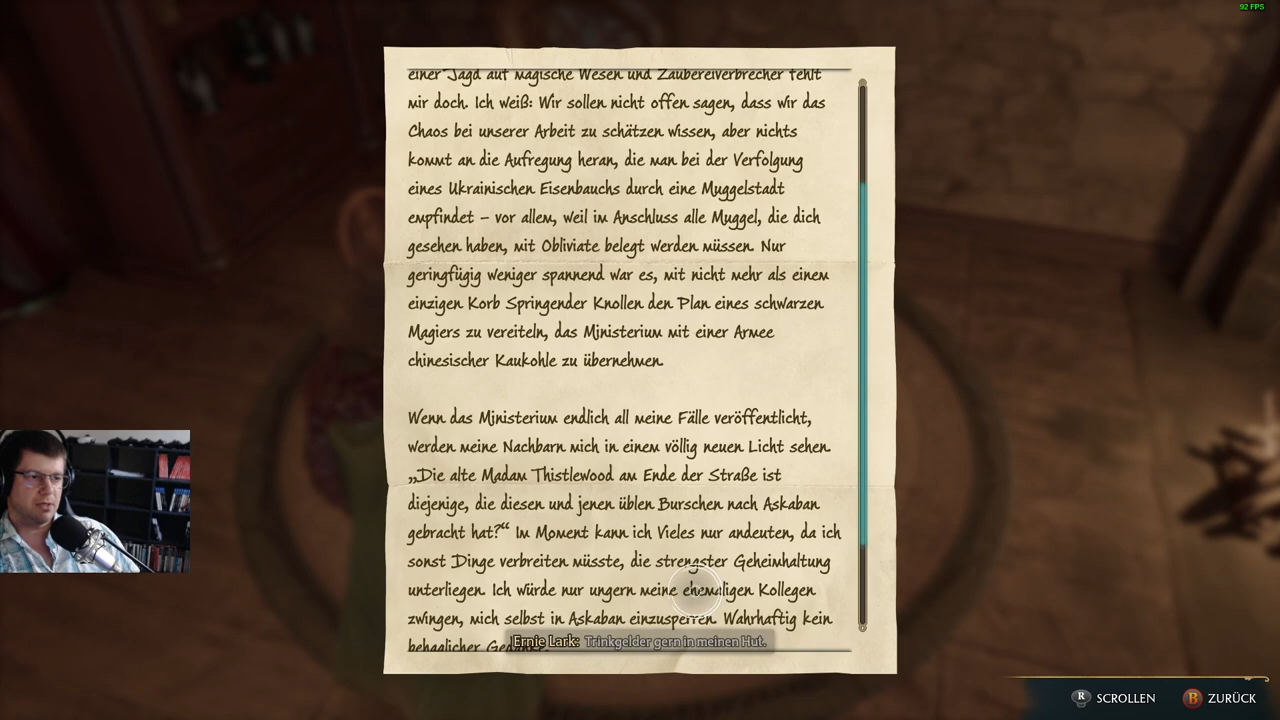 92 FPS
einer Jagd auf magische Wesen und Zaubereiverbrecher fehlt
mir doch. Ich weiß: Wir sollen nicht offen sagen, dass wir das
Chaos bei unserer Arbeit zu schätzen wissen, aber nichts
kommt an die Aufregung heran, die man bei der Verfolgung
eines Ukrainischen Eisenbauchs durch eine Muggelstadt
empfindet – vor allem, weil im Anschluss alle Muggel, die dich
gesehen haben, mit Obliviate belegt werden müssen. Nur
geringfügig weniger spannend war es, mit nicht mehr als einem
einzigen Korb Springender Knollen den Plan eines schwarzen
Magiers zu vereiteln, das Ministerium mit einer Armee
chinesischer Kaukohle zu übernehmen.
Wenn das Ministerium endlich all meine Fälle veröffentlicht,
werden meine Nachbarn mich in einem völlig neuen Licht sehen.
„Die alte Madam Thistlewood am Ende der Straße ist
diejenige, die diesen und jenen üblen Burschen nach Askaban
gebracht hat?“ Im Moment kann ich Vieles nur andeuten, da ich
sonst Dinge verbreiten müsste, die strengster Geheimhaltung
unterliegen. Ich würde nur ungern meine ehemaligen Kollegen
zwingen, mich selbst in Askaban einzusperren. Wahrhaftig kein
behaglicher Gedanke.
Ernie Lark: Trinkgelder gern in meinen Hut.
R SCROLLEN B ZURÜCK